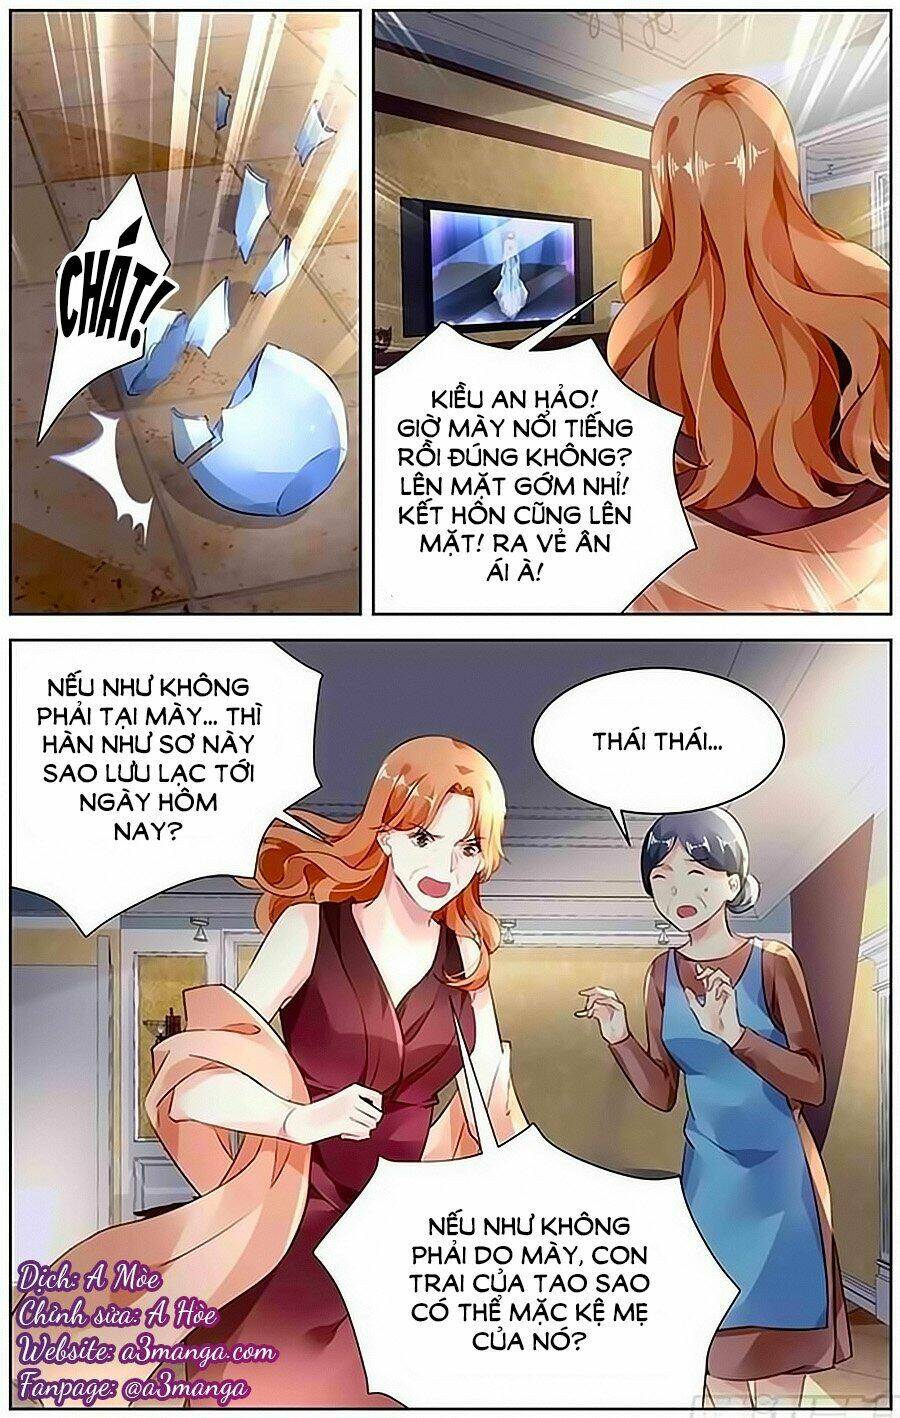 CHÁT!
KIỀU AN HẢO!
GIỜ MÀY NỔI TIẾNG
RỒI ĐÚNG KHÔNG?
LÊN MẶT GỚM NHỈ!
KẾT HÔN CŨNG LÊN
MẶT! RA VẺ ÂN
ÁI À!
NẾU NHƯ KHÔNG
PHẢI TẠI MÀY... THÌ
HÀN NHƯ SƠ NÀY
SAO LƯU LẠC TỚI
NGÀY HÔM
NAY?
THÁI THÁI...
NẾU NHƯ KHÔNG
PHẢI DO MÀY, CON
TRAI CỦA TAO SAO
CÓ THỂ MẶC KỆ MẸ
CỦA NÓ?
Dịch: A Mòe
Chỉnh sửa: A Hòe
Website: a3manga.com
Fanpage: @a3manga